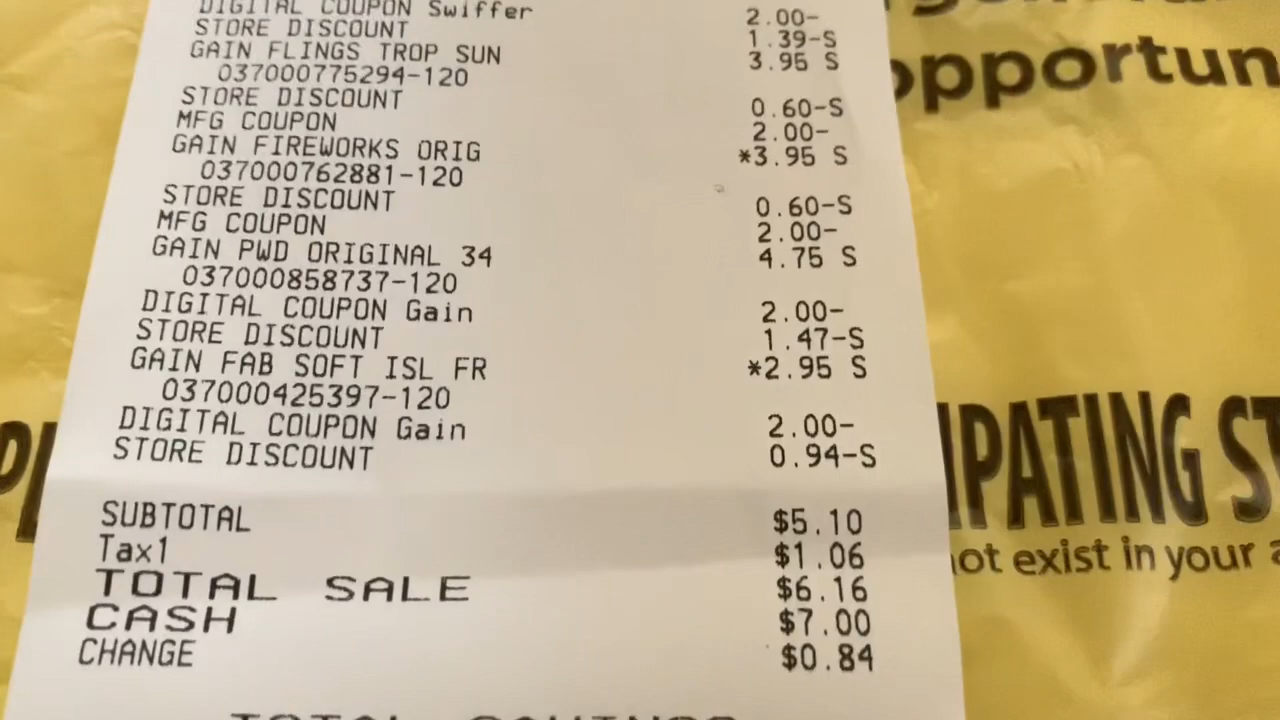 DIGITAL COUPON Swiffer 2.00-
STORE DISCOUNT 1.39-S
GAIN FLINGS TROP SUN 3.95 S
037000775294-120
STORE DISCOUNT 0.60-S
MFG COUPON 2.00-
GAIN FIREWORKS ORIG *3.95 S
037000762881-120
STORE DISCOUNT 0.60-S
MFG COUPON 2.00-
GAIN PWD ORIGINAL 34 4.75 S
037000858737-120
DIGITAL COUPON Gain 2.00-
STORE DISCOUNT 1.47-S
GAIN FAB SOFT ISL FR *2.95 S
037000425397-120
DIGITAL COUPON Gain 2.00-
STORE DISCOUNT 0.94-S
SUBTOTAL $5.10
Tax1 $1.06
TOTAL SALE $6.16
CASH $7.00
CHANGE $0.84
TOTAL SAVINGS
opportun
IPATING ST
not exist in your a